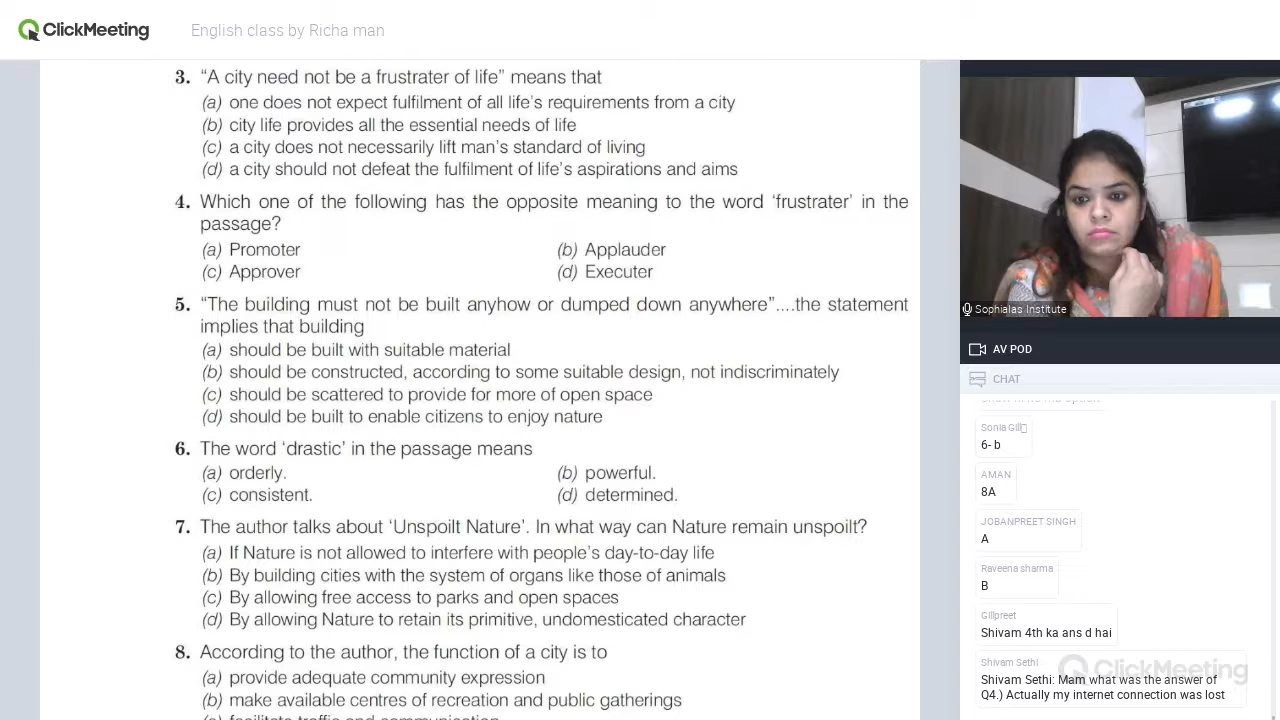 ClickMeeting
English class by Richa man
3. “A city need not be a frustrater of life” means that
(a) one does not expect fulfilment of all life’s requirements from a city
(b) city life provides all the essential needs of life
(c) a city does not necessarily lift man’s standard of living
(d) a city should not defeat the fulfilment of life’s aspirations and aims
4. Which one of the following has the opposite meaning to the word ‘frustrater’ in the
passage?
(a) Promoter (b) Applauder
(c) Approver (d) Executer
5. “The building must not be built anyhow or dumped down anywhere”....the statement
implies that building
(a) should be built with suitable material
(b) should be constructed, according to some suitable design, not indiscriminately
(c) should be scattered to provide for more of open space
(d) should be built to enable citizens to enjoy nature
6. The word ‘drastic’ in the passage means
(a) orderly. (b) powerful.
(c) consistent. (d) determined.
7. The author talks about ‘Unspoilt Nature’. In what way can Nature remain unspoilt?
(a) If Nature is not allowed to interfere with people’s day-to-day life
(b) By building cities with the system of organs like those of animals
(c) By allowing free access to parks and open spaces
(d) By allowing Nature to retain its primitive, undomesticated character
8. According to the author, the function of a city is to
(a) provide adequate community expression
(b) make available centres of recreation and public gatherings
Sophialas Institute
AV POD
CHAT
Sonia Gill
6- b
AMAN
8A
JOBANPREET SINGH
A
Raveena sharma
B
Gillpreet
Shivam 4th ka ans d hai
Shivam Sethi
Shivam Sethi: Mam what was the answer of
Q4.) Actually my internet connection was lost
ClickMeeting